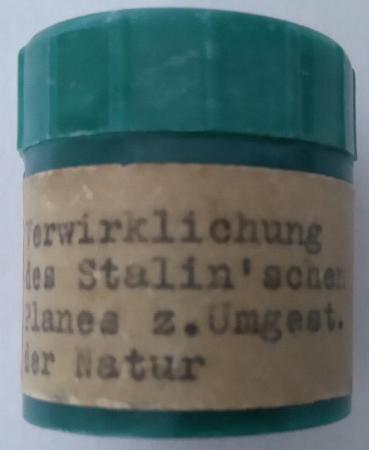 Verwirklichung
des Stalin'schen
Planes z.Umgest.
der Natur